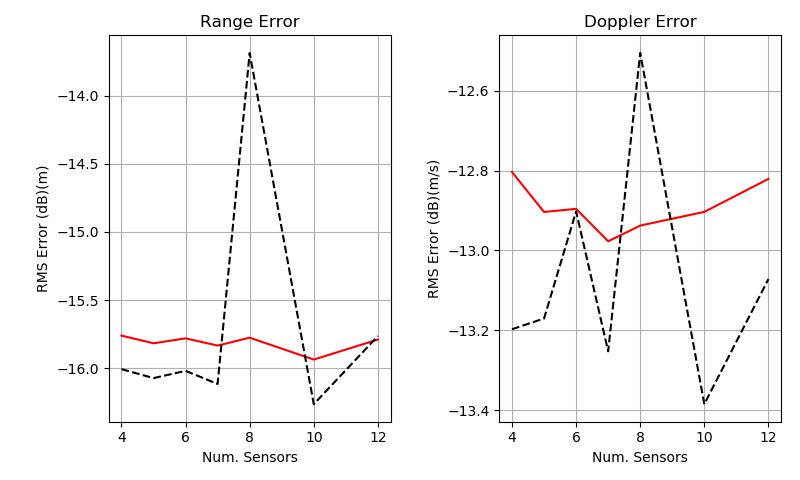 Range Error
RMS Error (dB)(m)
−14.0
−14.5
−15.0
−15.5
−16.0
4 6 8 10 12
Num. Sensors
Doppler Error
RMS Error (dB)(m/s)
−12.6
−12.8
−13.0
−13.2
−13.4
4 6 8 10 12
Num. Sensors